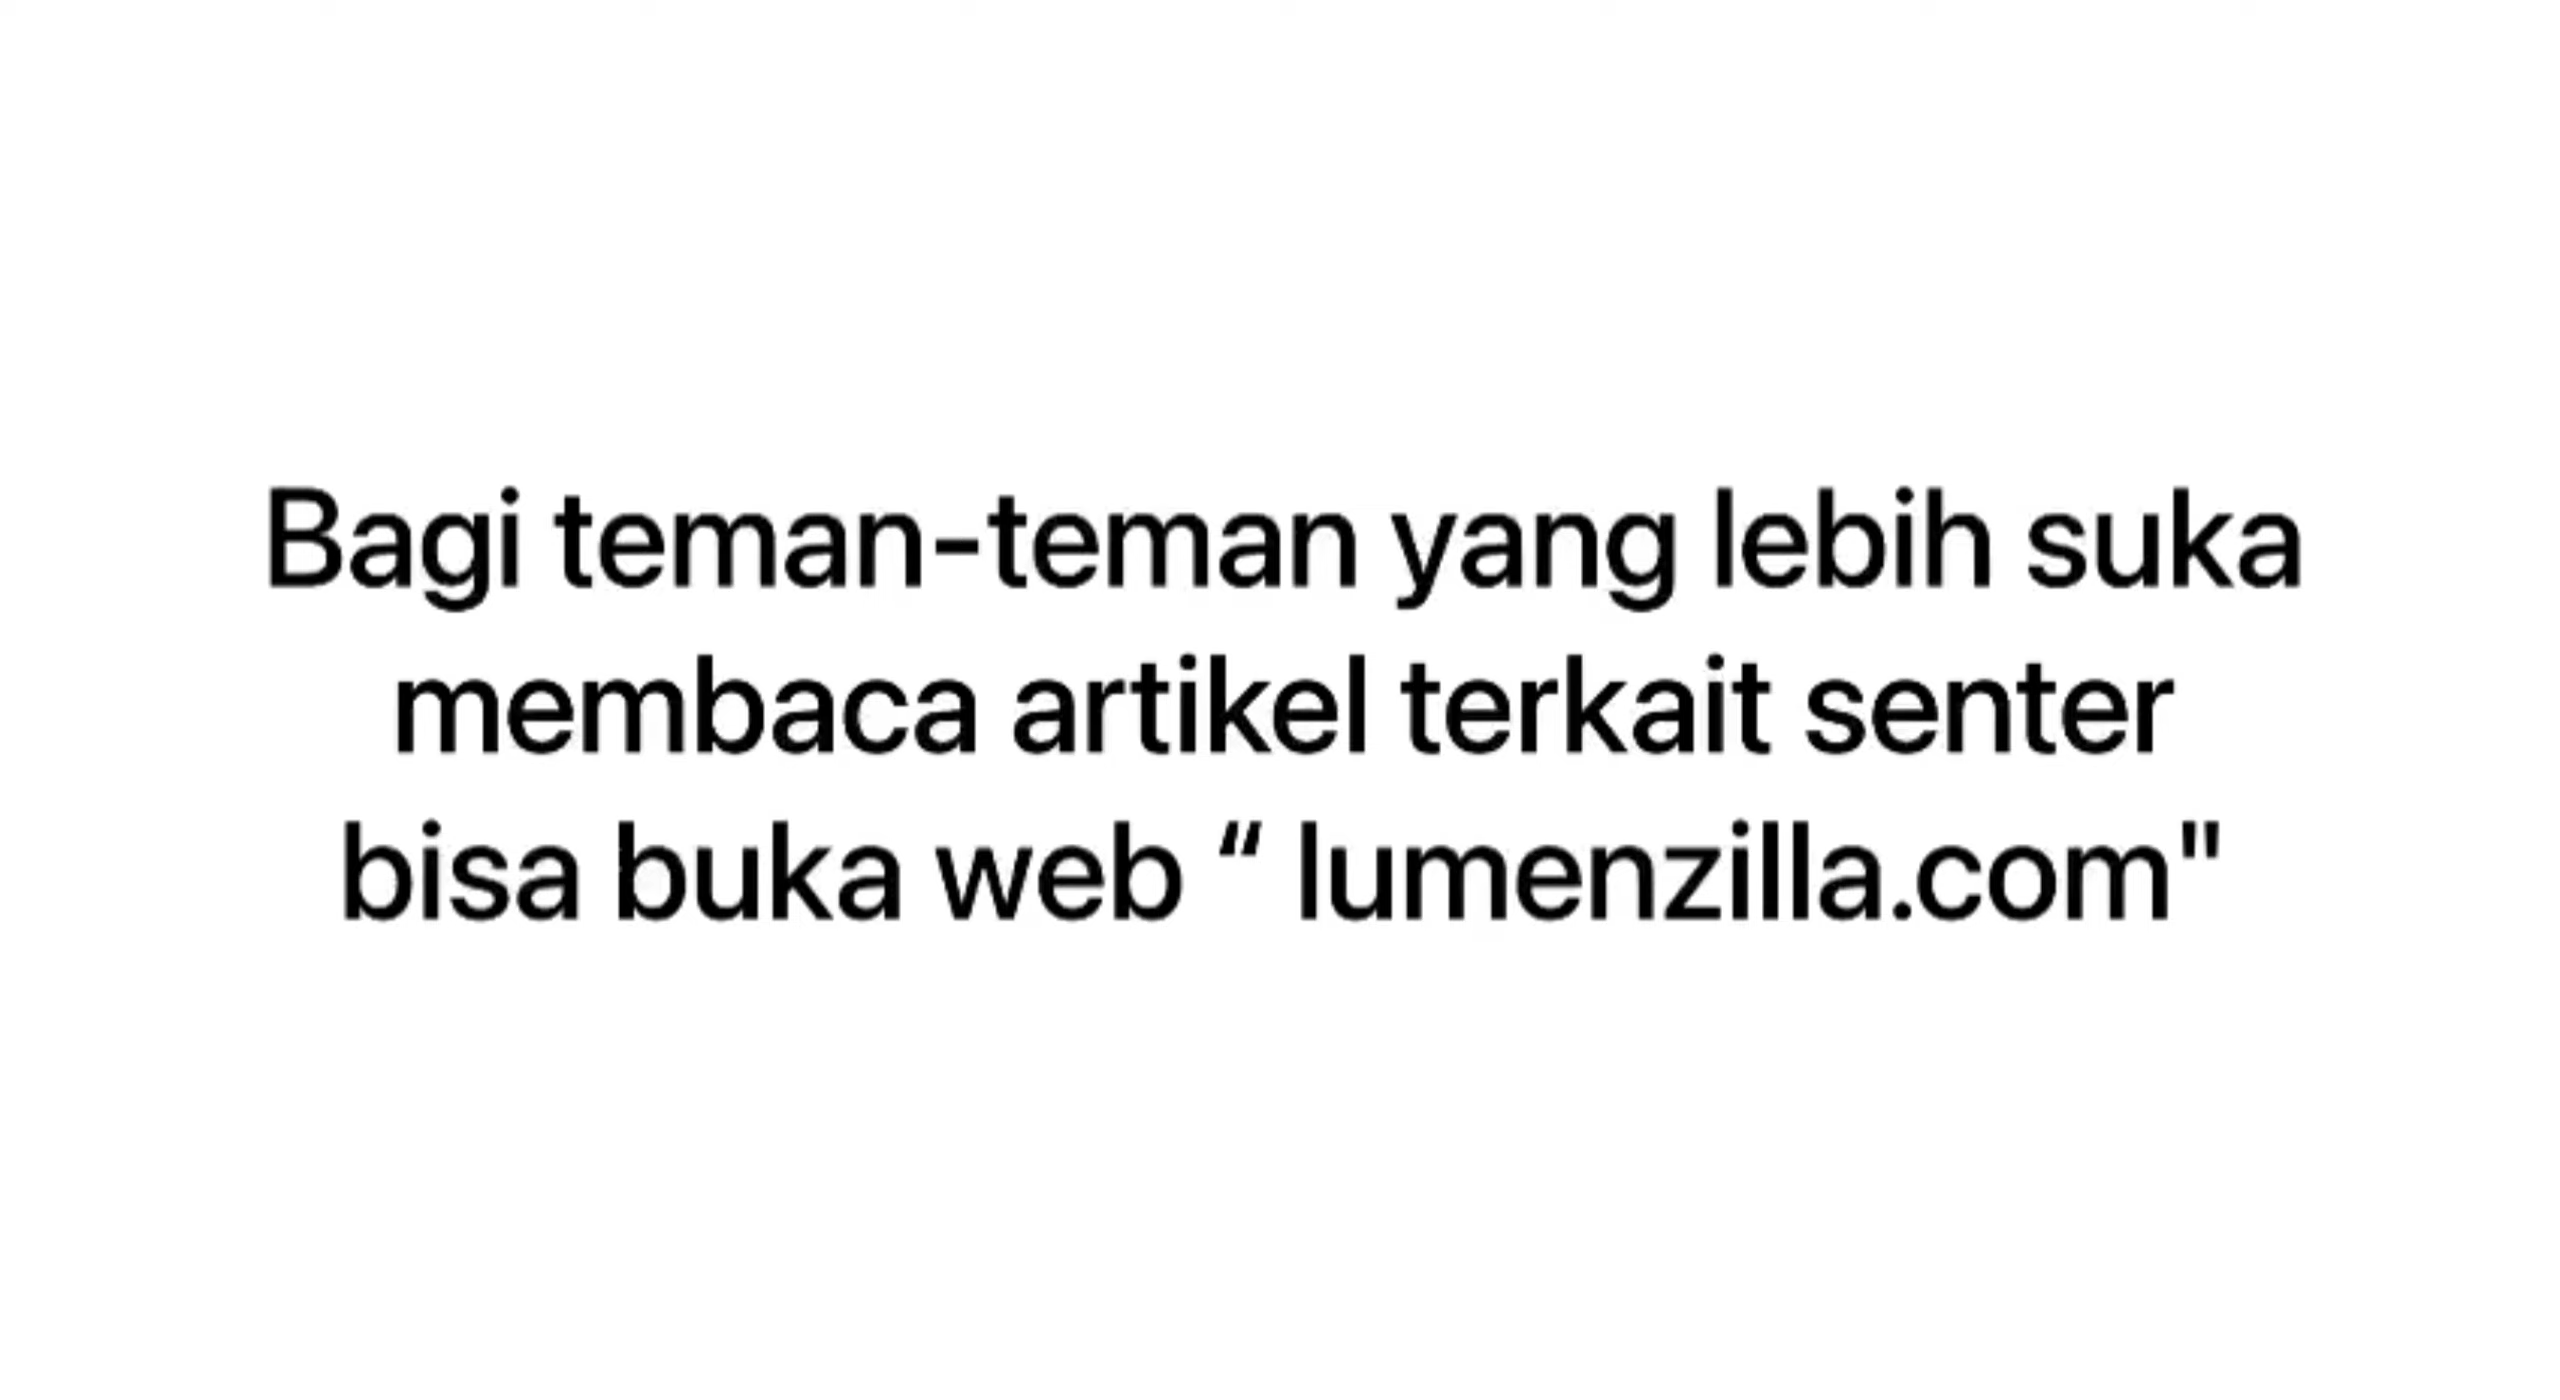 Bagi teman-teman yang lebih suka
membaca artikel terkait senter
bisa buka web “ lumenzilla.com"